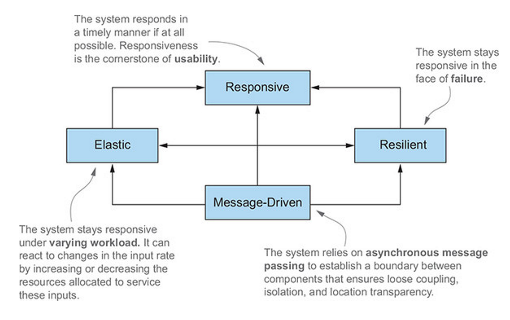 The system responds in
a timely manner if at all
possible. Responsiveness
is the cornerstone of usability.
The system stays
responsive in the
face of failure.
Responsive
Elastic
Resilient
Message-Driven
The system stays responsive
under varying workload. It can
react to changes in the input rate
by increasing or decreasing the
resources allocated to service
these inputs.
The system relies on asynchronous message
passing to establish a boundary between
components that ensures loose coupling,
isolation, and location transparency.